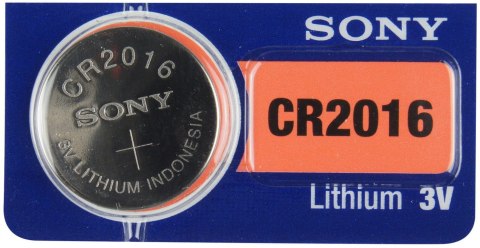 CR2016
SONY
+
3V LITHIUM INDONESIA
SONY
CR2016
Lithium 3V